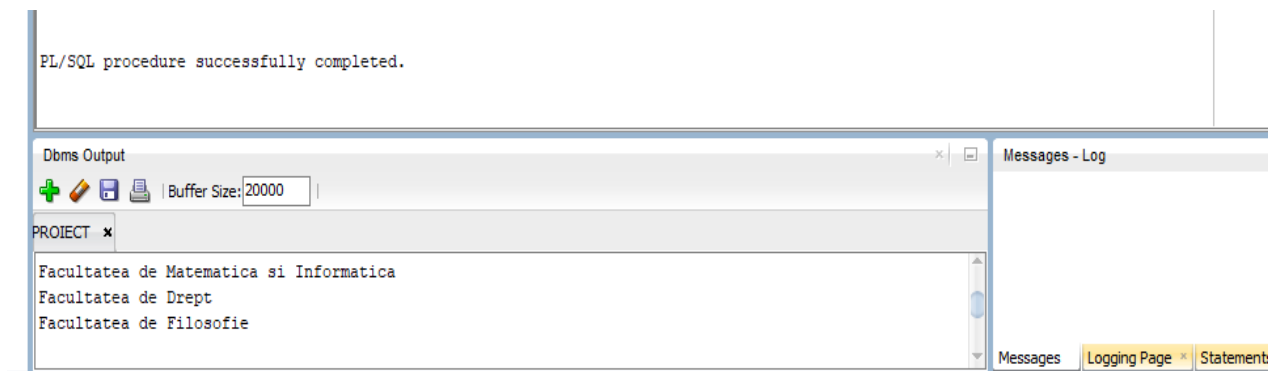 PL/SQL procedure successfully completed.
Dbms Output
Messages - Log
Buffer Size: 20000
PROIECT
Facultatea de Matematica si Informatica
Facultatea de Drept
Facultatea de Filosofie
Messages
Logging Page
Statements